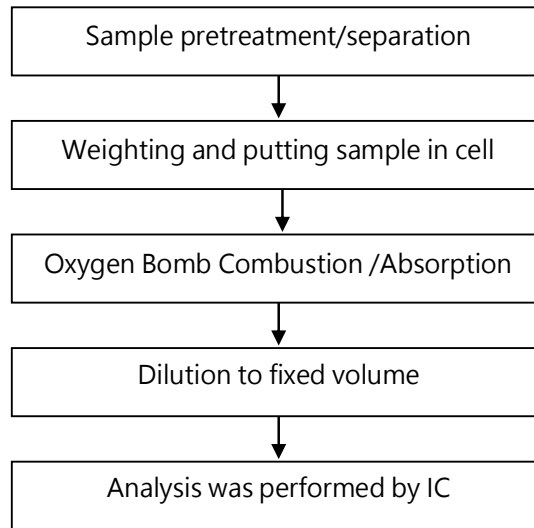 Sample pretreatment/separation
Weighting and putting sample in cell
Oxygen Bomb Combustion /Absorption
Dilution to fixed volume
Analysis was performed by IC